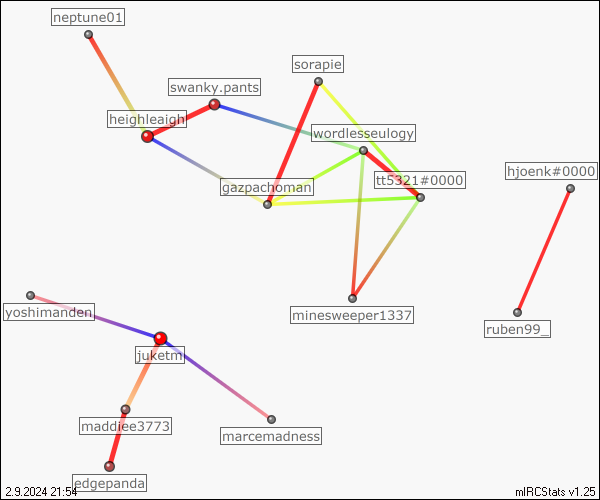 neptune01
sorapie
swanky.pants
heighleaigh
wordlesseulogy
hjoenk#0000
tt5321#0000
gazpachoman
yoshimanden
minesweeper1337
ruben99_
juketm
maddiee3773
marcemadness
edgepanda
2.9.2024 21:54
mIRCStats v1.25